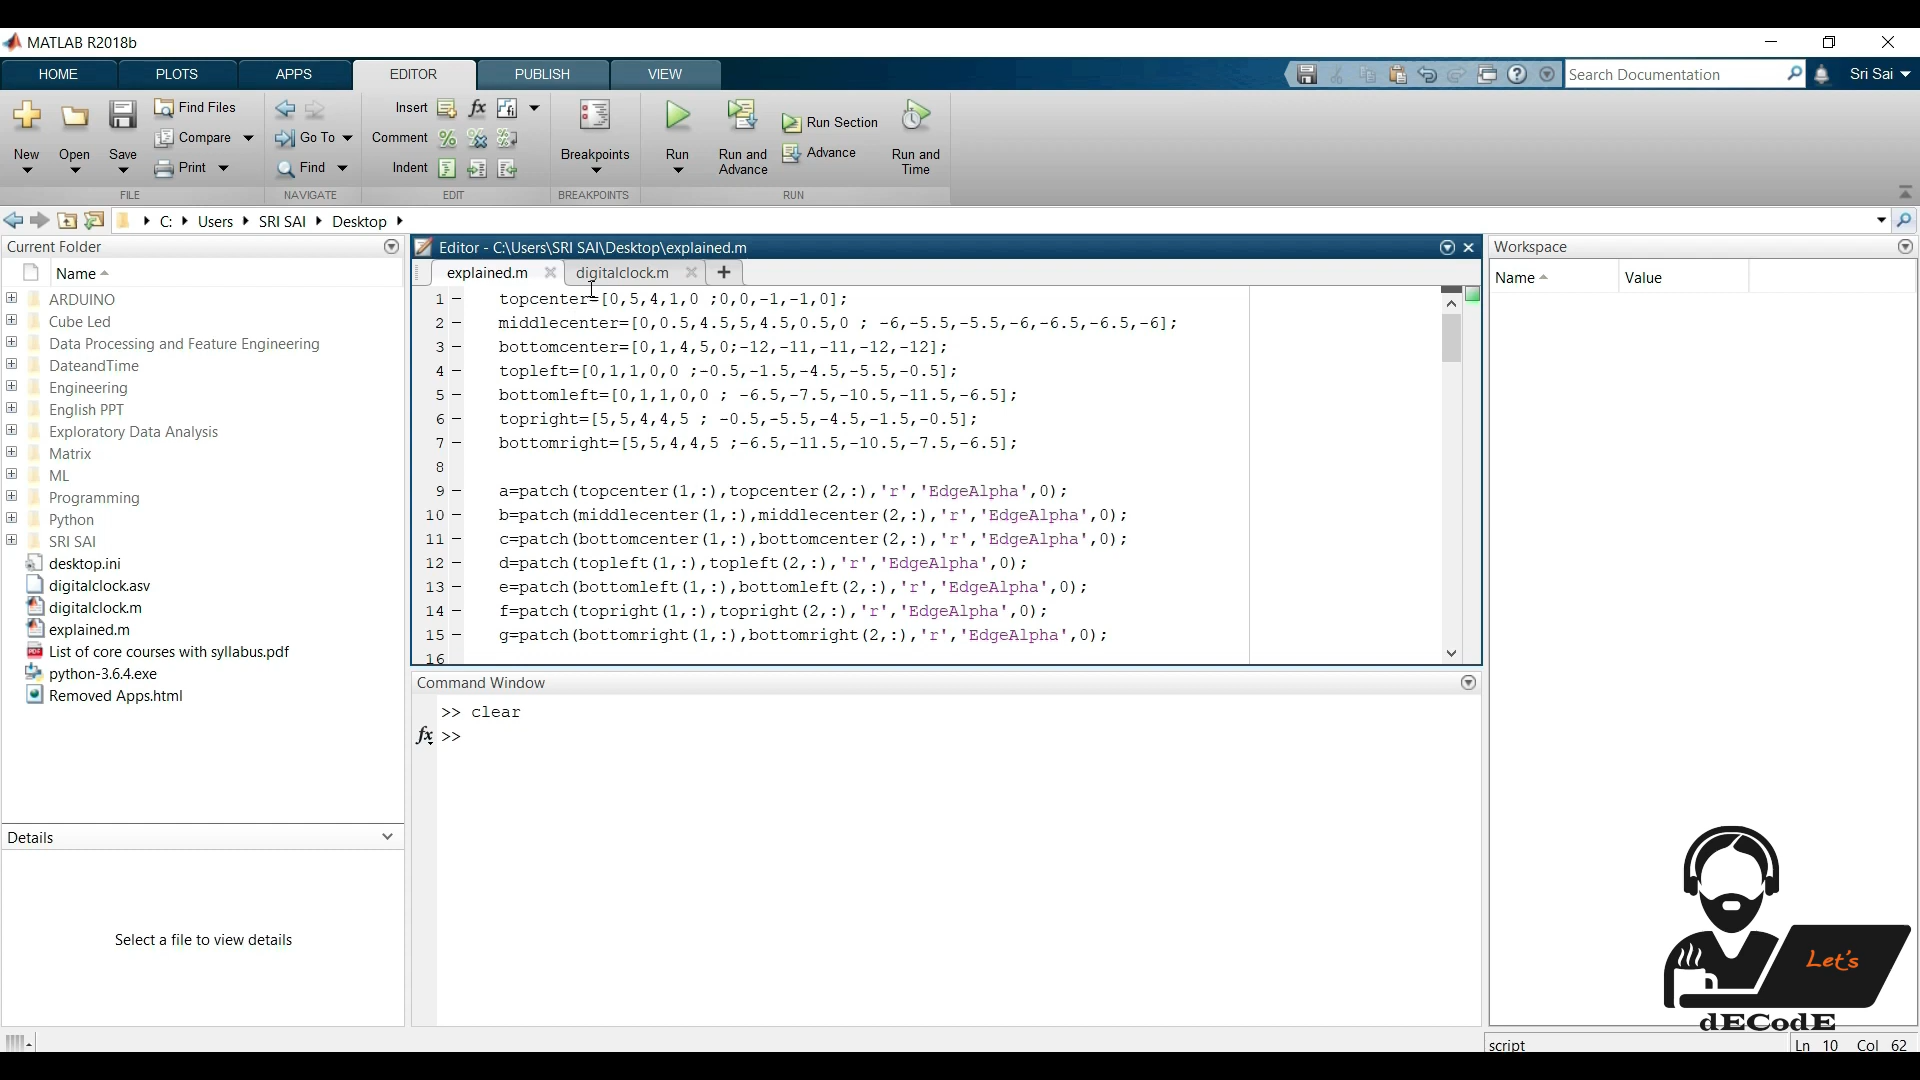 MATLAB R2018b
HOME PLOTS APPS EDITOR PUBLISH VIEW
Search Documentation
Sri Sai
New
Open
Save
Find Files
Compare
Print
FILE
Go To
Find
NAVIGATE
Insert
Comment
Indent
EDIT
Breakpoints
BREAKPOINTS
Run
Run and Advance
Run Section
Advance
Run and Time
RUN
C: Users SRI SAI Desktop
Current Folder
Name
ARDUINO
Cube Led
Data Processing and Feature Engineering
DateandTime
Engineering
English PPT
Exploratory Data Analysis
Matrix
ML
Programming
Python
SRI SAI
desktop.ini
digitalclock.asv
digitalclock.m
explained.m
List of core courses with syllabus.pdf
python-3.6.4.exe
Removed Apps.html
Details
Select a file to view details
Editor - C:\Users\SRI SAI\Desktop\explained.m
explained.m digitalclock.m
1 - topcenter=[0,5,4,1,0 ;0,0,-1,-1,0];
2 - middlecenter=[0,0.5,4.5,5,4.5,0.5,0 ; -6,-5.5,-5.5,-6,-6.5,-6.5,-6];
3 - bottomcenter=[0,1,4,5,0;-12,-11,-11,-12,-12];
4 - topleft=[0,1,1,0,0 ;-0.5,-1.5,-4.5,-5.5,-0.5];
5 - bottomleft=[0,1,1,0,0 ; -6.5,-7.5,-10.5,-11.5,-6.5];
6 - topright=[5,5,4,4,5 ; -0.5,-5.5,-4.5,-1.5,-0.5];
7 - bottomright=[5,5,4,4,5 ;-6.5,-11.5,-10.5,-7.5,-6.5];
8
9 - a=patch(topcenter(1,:),topcenter(2,:),'r','EdgeAlpha',0);
10 - b=patch(middlecenter(1,:),middlecenter(2,:),'r','EdgeAlpha',0);
11 - c=patch(bottomcenter(1,:),bottomcenter(2,:),'r','EdgeAlpha',0);
12 - d=patch(topleft(1,:),topleft(2,:),'r','EdgeAlpha',0);
13 - e=patch(bottomleft(1,:),bottomleft(2,:),'r','EdgeAlpha',0);
14 - f=patch(topright(1,:),topright(2,:),'r','EdgeAlpha',0);
15 - g=patch(bottomright(1,:),bottomright(2,:),'r','EdgeAlpha',0);
16
Command Window
>> clear
fx >>
Workspace
Name Value
Let's
dECodE
script
Ln 10 Col 62